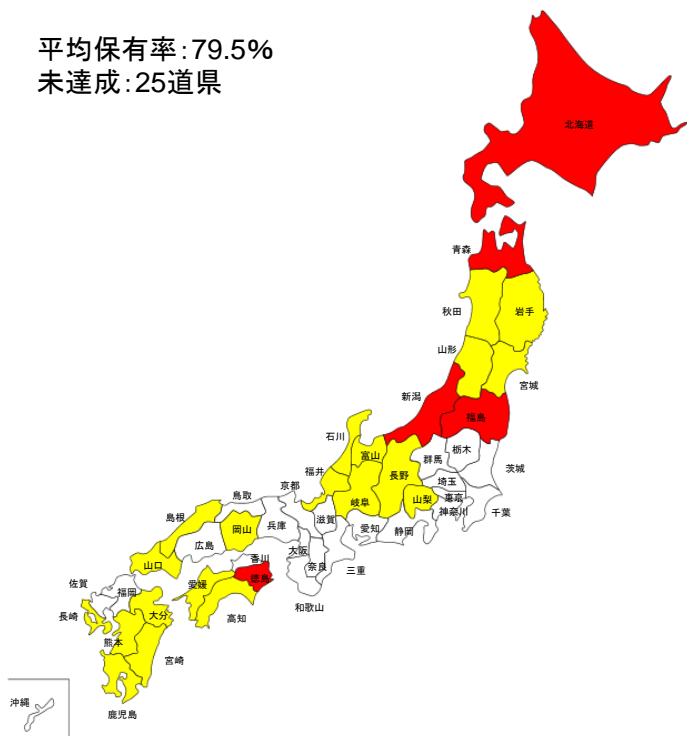 平均保有率：79.5%
未達成：25道県
北海道
青森
秋田
岩手
山形
宮城
新潟
福島
石川
富山
群馬
栃木
福井
長野
茨城
京都
埼玉
鳥取
岐阜
山梨
東京
神奈川
島根
岡山
兵庫
滋賀
愛知
静岡
千葉
広島
大阪
山口
香川
奈良
三重
佐賀
福岡
愛媛
徳島
和歌山
長崎
大分
高知
熊本
宮崎
沖縄
鹿児島